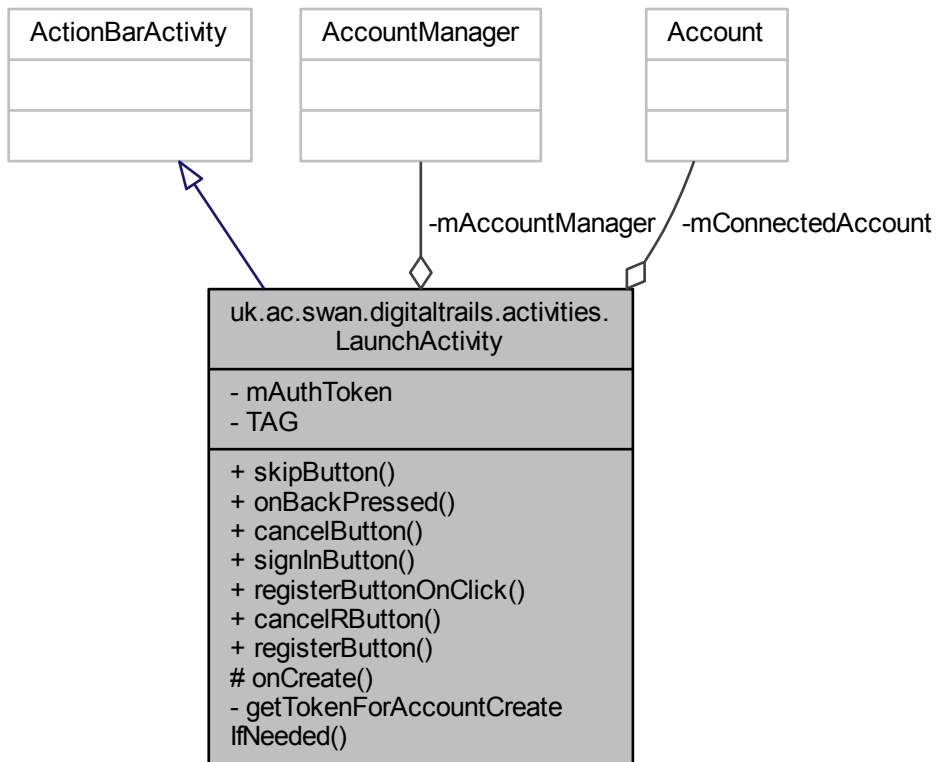 ActionBarActivity
AccountManager
Account
-mAccountManager
-mConnectedAccount
uk.ac.swan.digitaltrails.activities.
LaunchActivity
- mAuthToken
- TAG
+ skipButton()
+ onBackPressed()
+ cancelButton()
+ signInButton()
+ registerButtonOnClick()
+ cancelRButton()
+ registerButton()
# onCreate()
- getTokenForAccountCreate
IfNeeded()